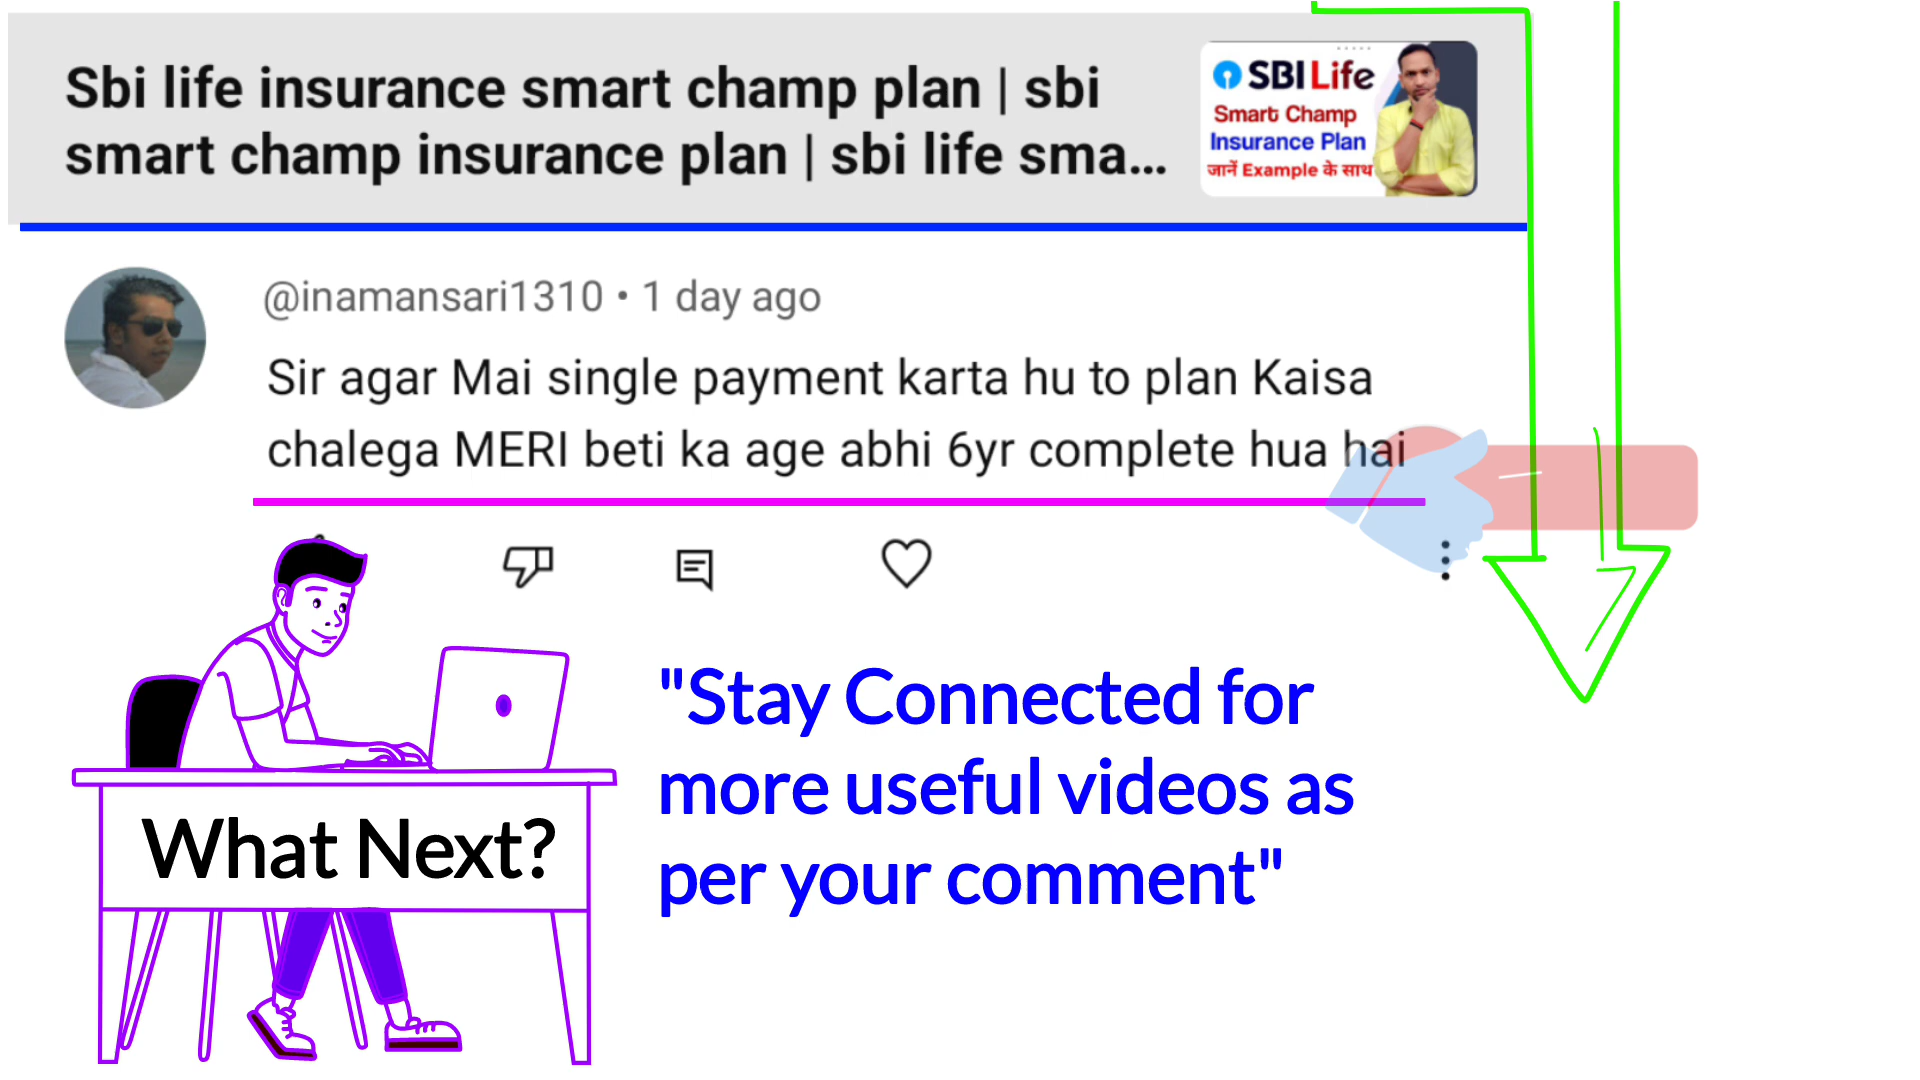 Sbi life insurance smart champ plan | sbi
smart champ insurance plan | sbi life sma...
SBI Life
Smart Champ
Insurance Plan
जानें Example के साथ
@inamansari1310 • 1 day ago
Sir agar Mai single payment karta hu to plan Kaisa
chalega MERI beti ka age abhi 6yr complete hua hai
"Stay Connected for
more useful videos as
per your comment"
What Next?